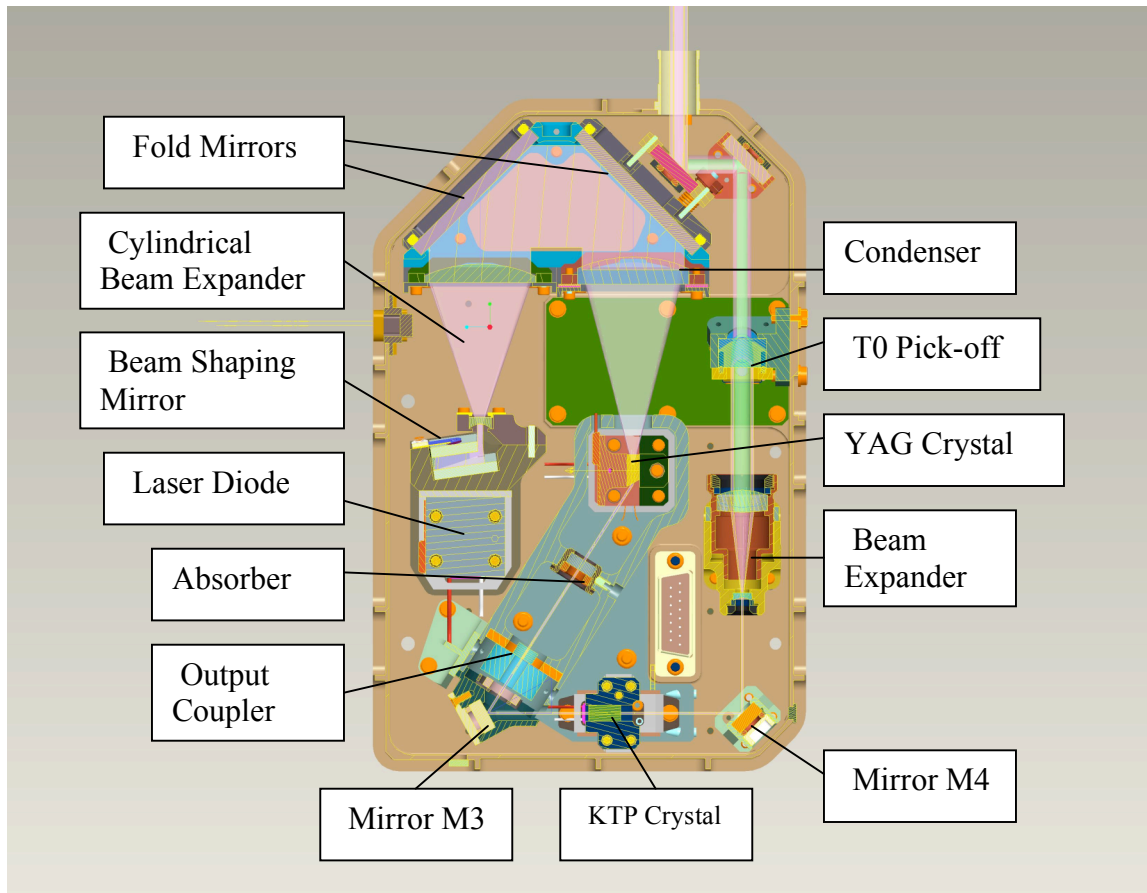 Fold Mirrors
Cylindrical
Beam Expander
Beam Shaping
Mirror
Laser Diode
Absorber
Output
Coupler
Mirror M3
KTP Crystal
Condenser
T0 Pick-off
YAG Crystal
Beam
Expander
Mirror M4